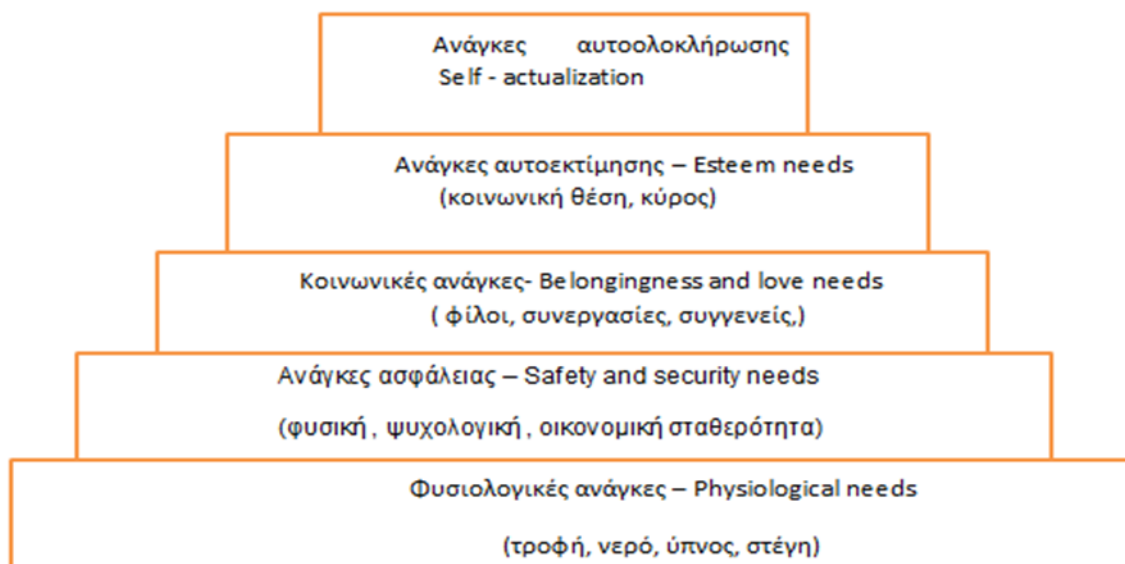 Ανάγκες αυτοολοκλήρωσης
Self - actualization
Ανάγκες αυτοεκτίμησης – Esteem needs
(κοινωνική θέση, κύρος)
Κοινωνικές ανάγκες- Belongingness and love needs
( φίλοι, συνεργασίες, συγγενείς,)
Ανάγκες ασφάλειας – Safety and security needs
(φυσική , ψυχολογική , οικονομική σταθερότητα)
Φυσιολογικές ανάγκες – Physiological needs
(τροφή, νερό, ύπνος, στέγη)